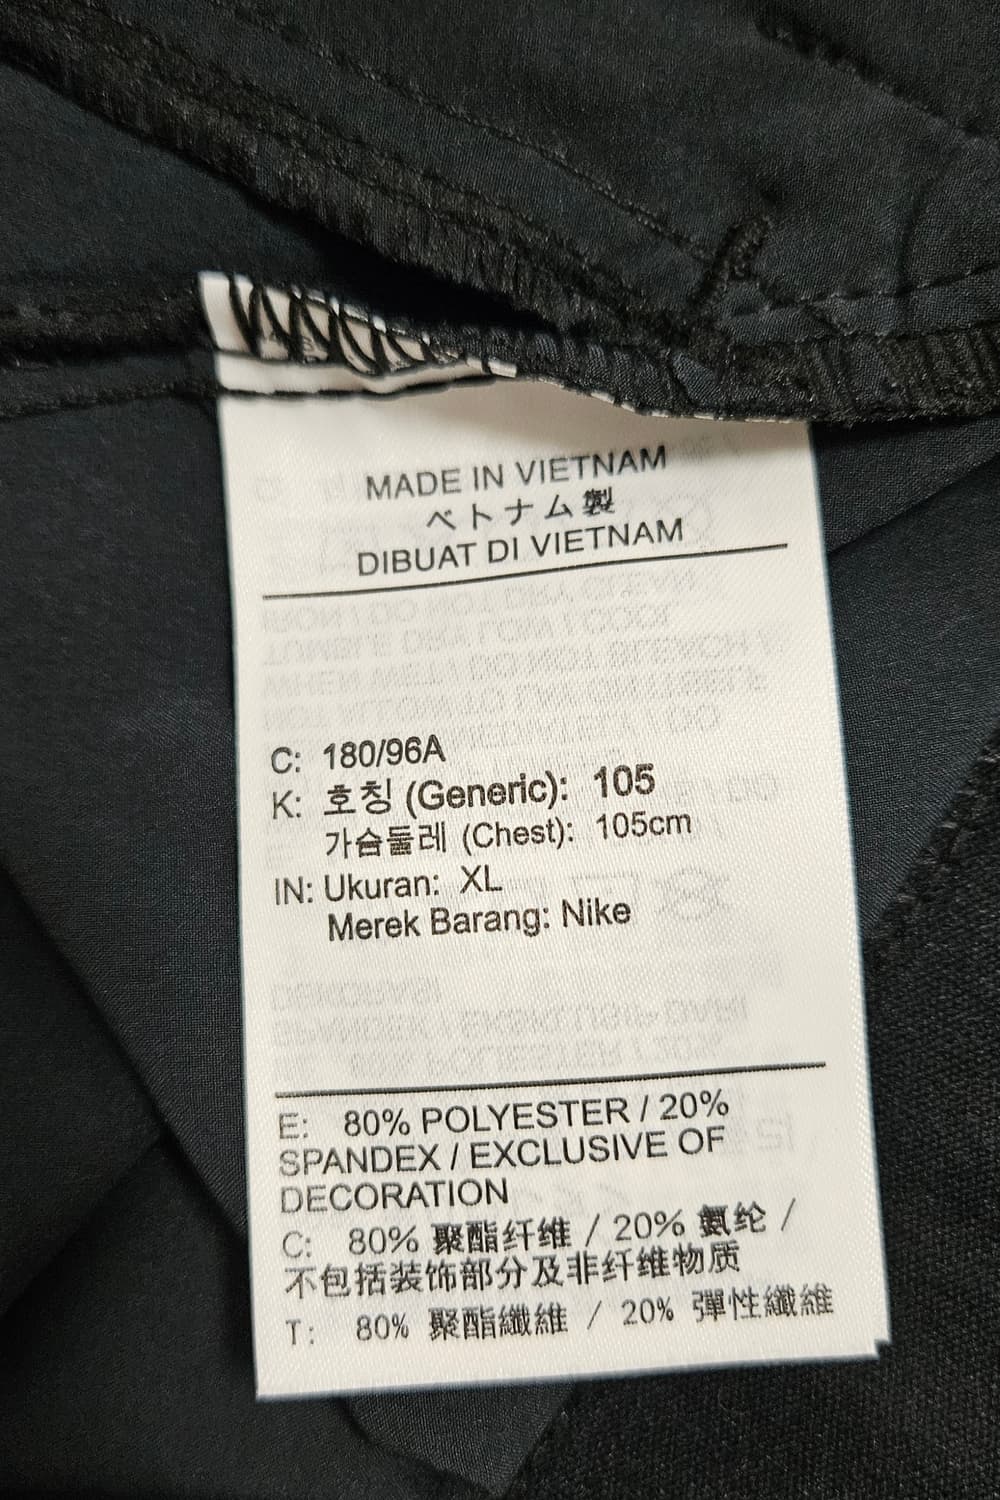 MADE IN VIETNAM
ベトナム製
DIBUAT DI VIETNAM
C: 180/96A
K: 호칭 (Generic): 105
가슴둘레 (Chest): 105cm
IN: Ukuran: XL
Merek Barang: Nike
E: 80% POLYESTER / 20%
SPANDEX / EXCLUSIVE OF
DECORATION
C: 80% 聚酯纤维 / 20% 氨纶 /
不包括装饰部分及非纤维物质
T: 80% 聚酯纖維 / 20% 彈性纖維